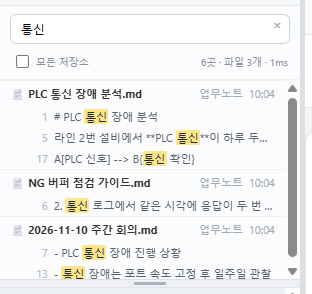 통신
×
모든 저장소 6곳 · 파일 3개 · 1ms
PLC 통신 장애 분석.md 업무노트 10:04
1 # PLC 통신 장애 분석
5 라인 2번 설비에서 **PLC 통신**이 하루 두...
17 A[PLC 신호] --> B{통신 확인}
NG 버퍼 점검 가이드.md 업무노트 10:04
6 2. 통신 로그에서 같은 시각에 응답이 두 번 ...
2026-11-10 주간 회의.md 업무노트 10:04
7 - PLC 통신 장애 진행 상황
13 - 통신 장애는 포트 속도 고정 후 일주일 관찰